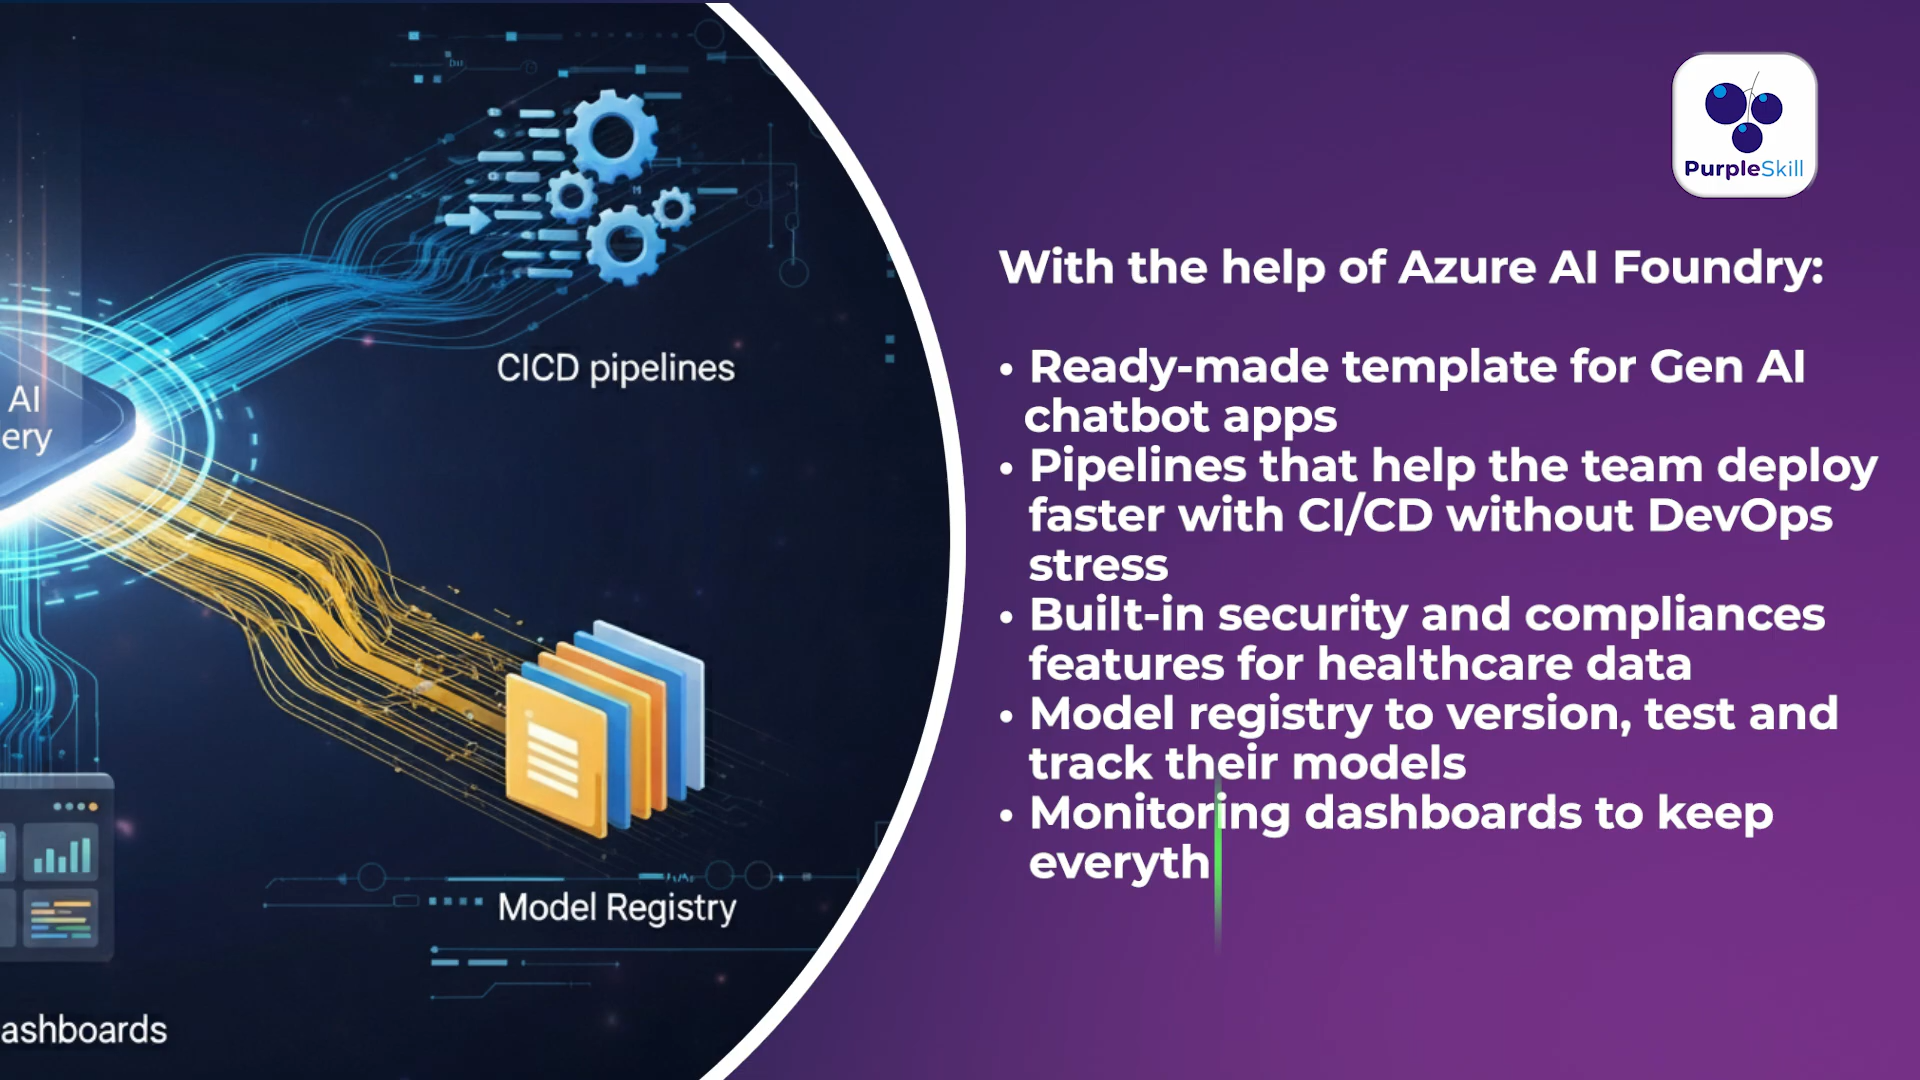 PurpleSkill
With the help of Azure AI Foundry:
• Ready-made template for Gen AI
chatbot apps
• Pipelines that help the team deploy
faster with CI/CD without DevOps
stress
• Built-in security and compliances
features for healthcare data
• Model registry to version, test and
track their models
• Monitoring dashboards to keep
everyth
CICD pipelines
AI
ery
Model Registry
ashboards